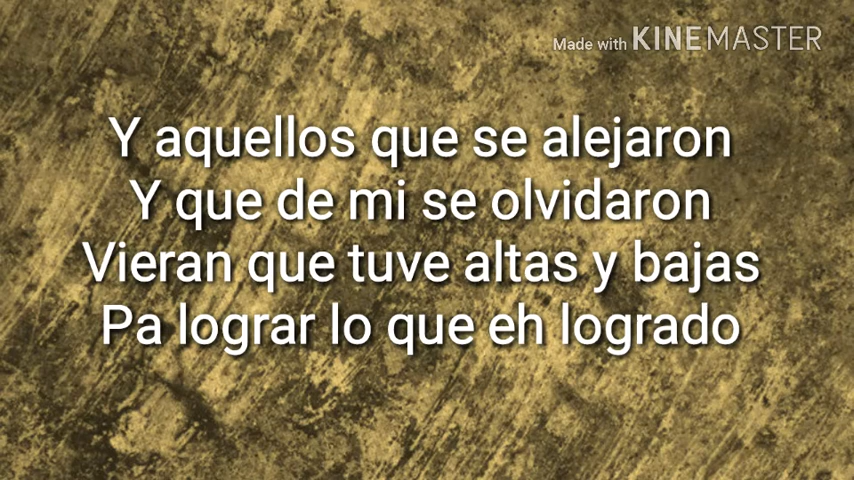 Made with KINEMASTER
Y aquellos que se alejaron
Y que de mi se olvidaron
Vieran que tuve altas y bajas
Pa lograr lo que eh logrado